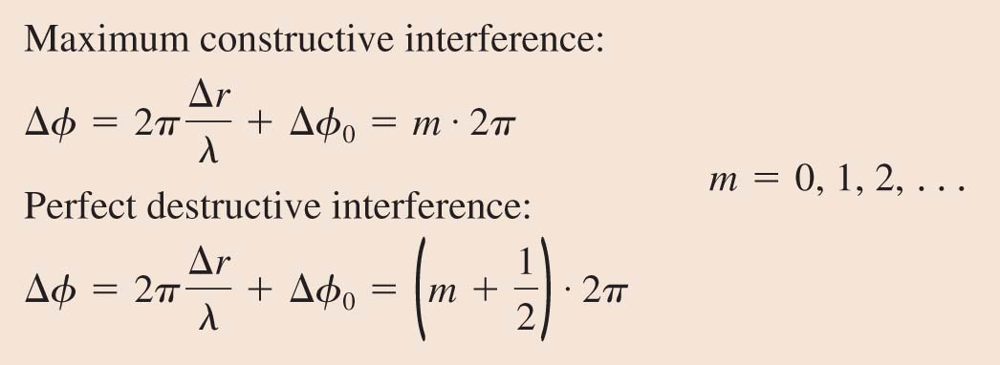 Maximum constructive interference:
Δϕ = 2π Δr/λ + Δϕ₀ = m · 2π
m = 0, 1, 2, . . .
Perfect destructive interference:
Δϕ = 2π Δr/λ + Δϕ₀ = (m + 1/2) · 2π